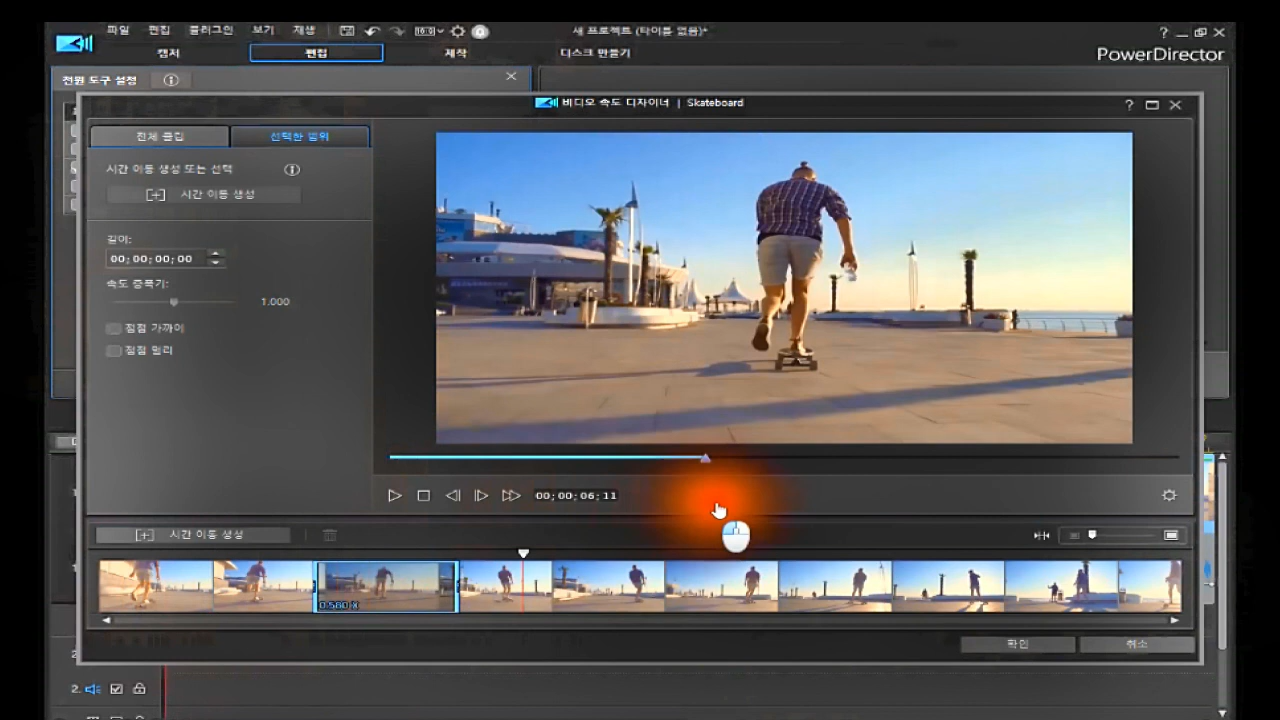 파일 편집 플러그인 보기 재생 새 프로젝트 (타이틀 없음)*
캡처 편집 제작 디스크 만들기
PowerDirector
전원 도구 설정
비디오 속도 디자이너 | Skateboard
전체 클립 선택한 범위
시간 이동 생성 또는 선택
시간 이동 생성
길이:
00;00;00;00
속도 증폭기:
1.000
점점 가까이
점점 멀리
00;00;06;11
시간 이동 생성
0.580 X
확인 취소
2.